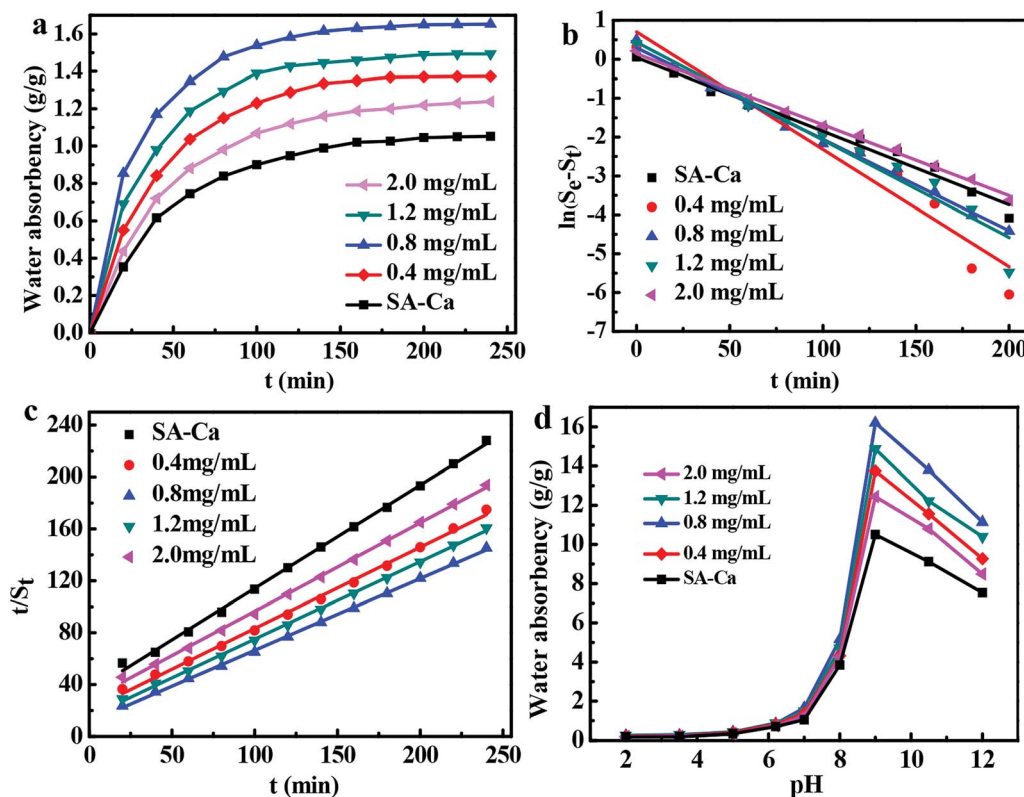 a
Water absorbency (g/g)
1.6
1.4
1.2
1.0
0.8
0.6
0.4
0.2
0.0
2.0 mg/mL
1.2 mg/mL
0.8 mg/mL
0.4 mg/mL
SA-Ca
0 50 100 150 200 250
t (min)
b
ln(Se-St)
1
0
-1
-2
-3
-4
-5
-6
-7
SA-Ca
0.4 mg/mL
0.8 mg/mL
1.2 mg/mL
2.0 mg/mL
0 50 100 150 200
t (min)
c
t/St
240
200
160
120
80
40
0
SA-Ca
0.4mg/mL
0.8mg/mL
1.2mg/mL
2.0mg/mL
0 50 100 150 200 250
t (min)
d
Water absorbency (g/g)
16
14
12
10
8
6
4
2
0
2.0 mg/mL
1.2 mg/mL
0.8 mg/mL
0.4 mg/mL
SA-Ca
2 4 6 8 10 12
pH